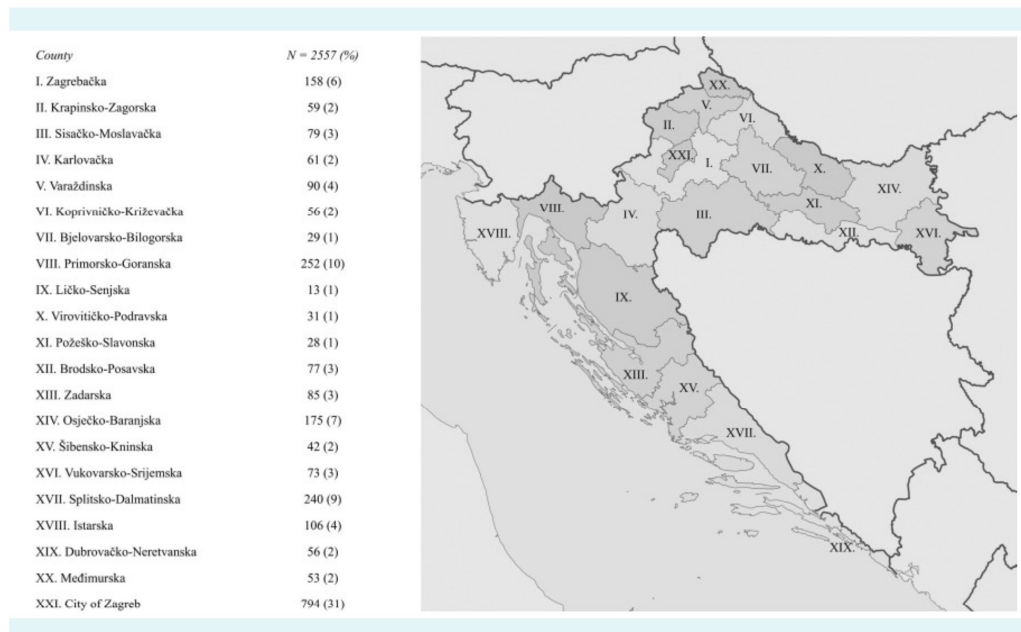 County N = 2557 (%)
I. Zagrebačka 158 (6)
II. Krapinsko-Zagorska 59 (2)
III. Sisačko-Moslavačka 79 (3)
IV. Karlovačka 61 (2)
V. Varaždinska 90 (4)
VI. Koprivničko-Križevačka 56 (2)
VII. Bjelovarsko-Bilogorska 29 (1)
VIII. Primorsko-Goranska 252 (10)
IX. Ličko-Senjska 13 (1)
X. Virovitičko-Podravska 31 (1)
XI. Požeško-Slavonska 28 (1)
XII. Brodsko-Posavska 77 (3)
XIII. Zadarska 85 (3)
XIV. Osječko-Baranjska 175 (7)
XV. Šibensko-Kninska 42 (2)
XVI. Vukovarsko-Srijemska 73 (3)
XVII. Splitsko-Dalmatinska 240 (9)
XVIII. Istarska 106 (4)
XIX. Dubrovačko-Neretvanska 56 (2)
XX. Međimurska 53 (2)
XXI. City of Zagreb 794 (31)
XX.
V.
VI.
II.
XXI.
I.
VII.
X.
XIV.
XI.
VIII.
IV.
III.
XII.
XVI.
XVIII.
IX.
XIII.
XV.
XVII.
XIX.